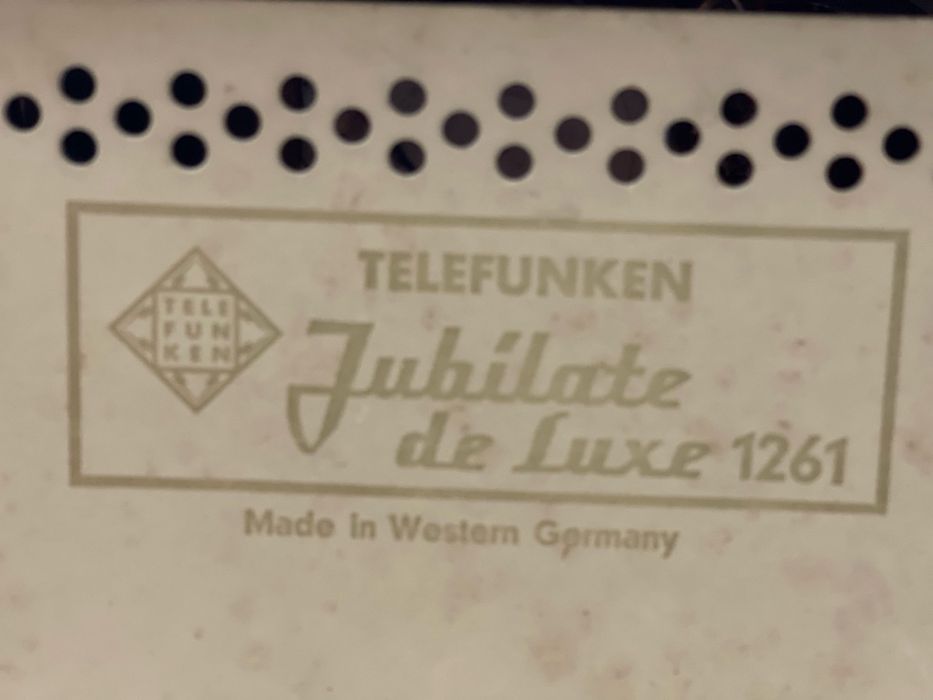 TELE
FUN
KEN
TELEFUNKEN
Jubilate
de Luxe 1261
Made in Western Germany